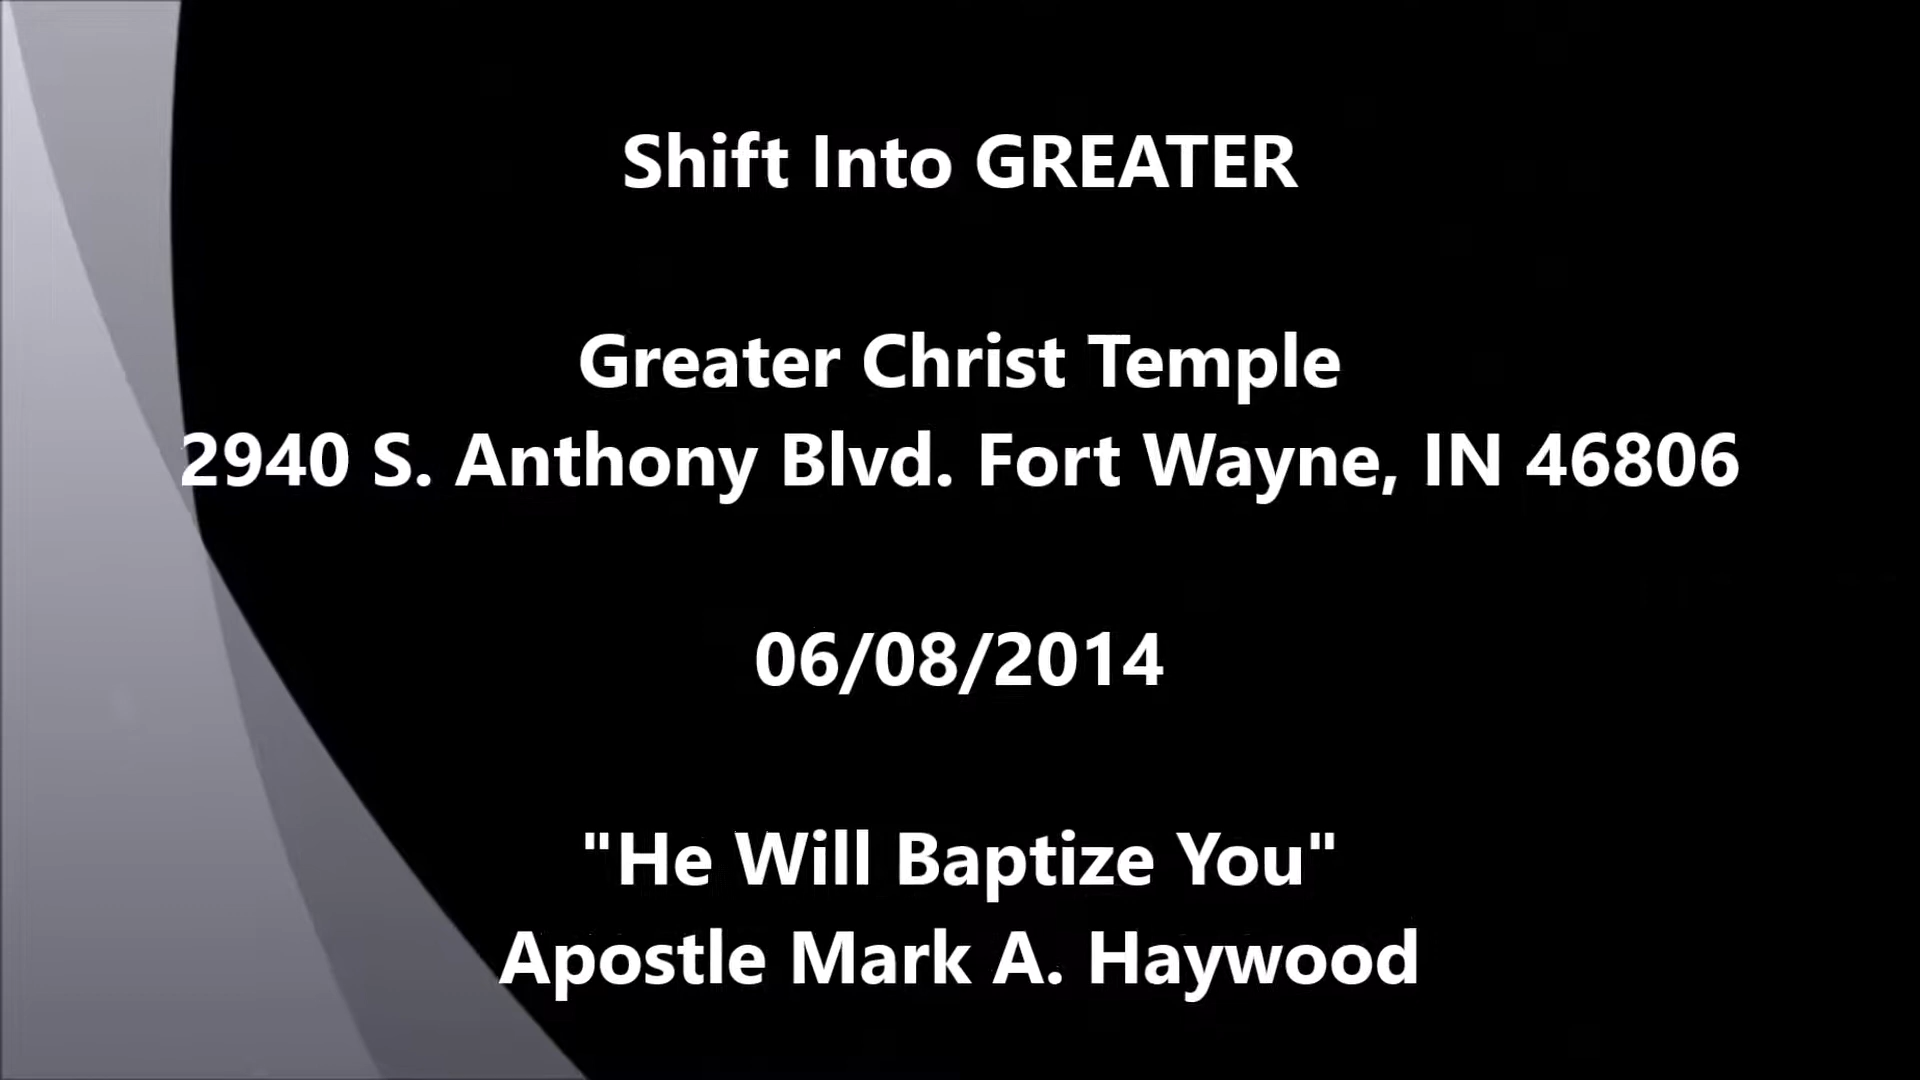 Shift Into GREATER
Greater Christ Temple
2940 S. Anthony Blvd. Fort Wayne, IN 46806
06/08/2014
"He Will Baptize You"
Apostle Mark A. Haywood